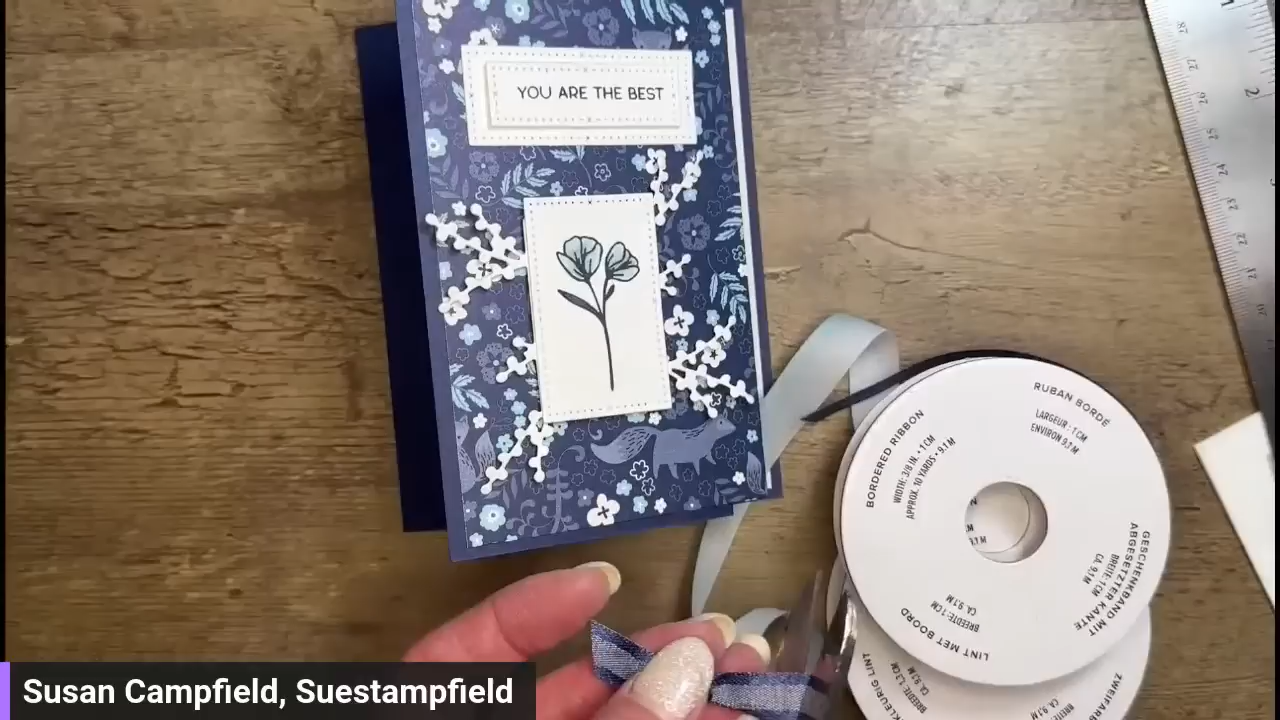 YOU ARE THE BEST
BORDERED RIBBON
WIDTH: 3/8 IN. • 1 CM
APPROX. 10 YARDS • 9.1 M
RUBAN BORDÉ
LARGEUR : 1 CM
ENVIRON 9,1 M
GESCHENKBAND MIT
ABGESETZTER KANTE
BREITE: 1 CM
CA. 9,1 M
LINT MET BOORD
BREEDTE: 1 CM
CA. 9,1 M
Susan Campfield, Suestampfield